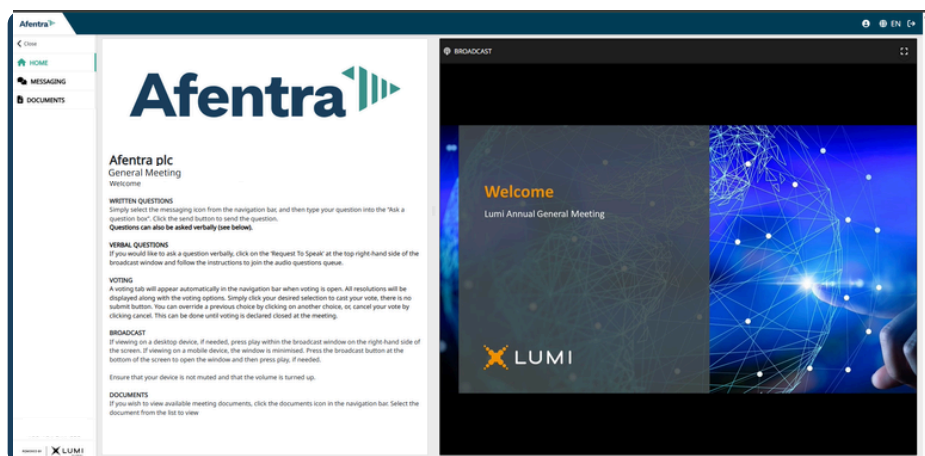 Afentra
EN
Close
HOME
MESSAGING
DOCUMENTS
Afentra
Afentra plc
General Meeting
Welcome
WRITTEN QUESTIONS
Simply select the messaging icon from the navigation bar, and then type your question into the "Ask a
question box". Click the send button to send the question.
Questions can also be asked verbally (see below).
VERBAL QUESTIONS
If you would like to ask a question verbally, click on the 'Request To Speak' at the top right-hand side of the
broadcast window and follow the instructions to join the audio questions queue.
VOTING
A voting tab will appear automatically in the navigation bar when voting is open. All resolutions will be
displayed along with the voting options. Simply click your desired selection to cast your vote, there is no
submit button. You can override a previous choice by clicking on another choice, or, cancel your vote by
clicking cancel. This can be done until voting is declared closed at the meeting.
BROADCAST
If viewing on a desktop device, if needed, press play within the broadcast window on the right-hand side of
the screen. If viewing on a mobile device, the window is minimised. Press the broadcast button at the
bottom of the screen to open the window and then press play, if needed.
Ensure that your device is not muted and that the volume is turned up.
DOCUMENTS
If you wish to view available meeting documents, click the documents icon in the navigation bar. Select the
document from the list to view
BROADCAST
Welcome
Lumi Annual General Meeting
LUMI
POWERED BY LUMI